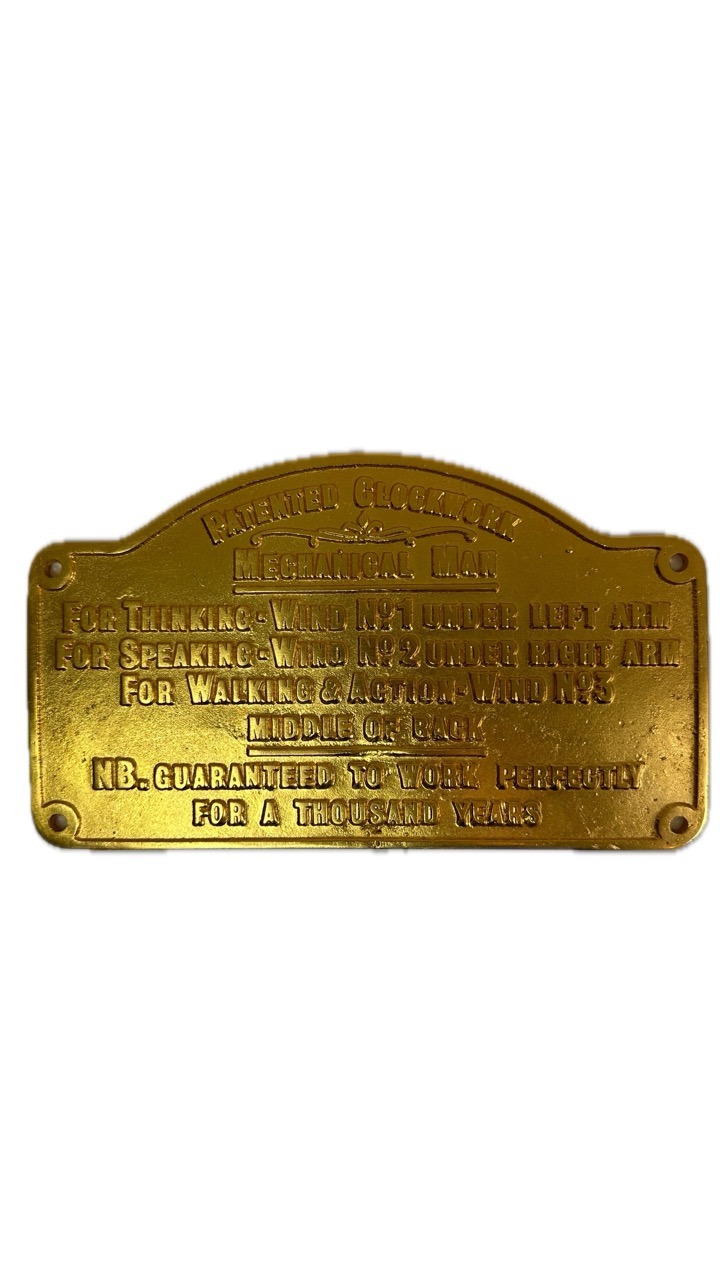 PATENTED CLOCKWORK
MECHANICAL MAN
FOR THINKING-WIND Nº1 UNDER LEFT ARM
FOR SPEAKING-WIND Nº2 UNDER RIGHT ARM
FOR WALKING & ACTION-WIND Nº3
MIDDLE OF BACK
NB. GUARANTEED TO WORK PERFECTLY
FOR A THOUSAND YEARS